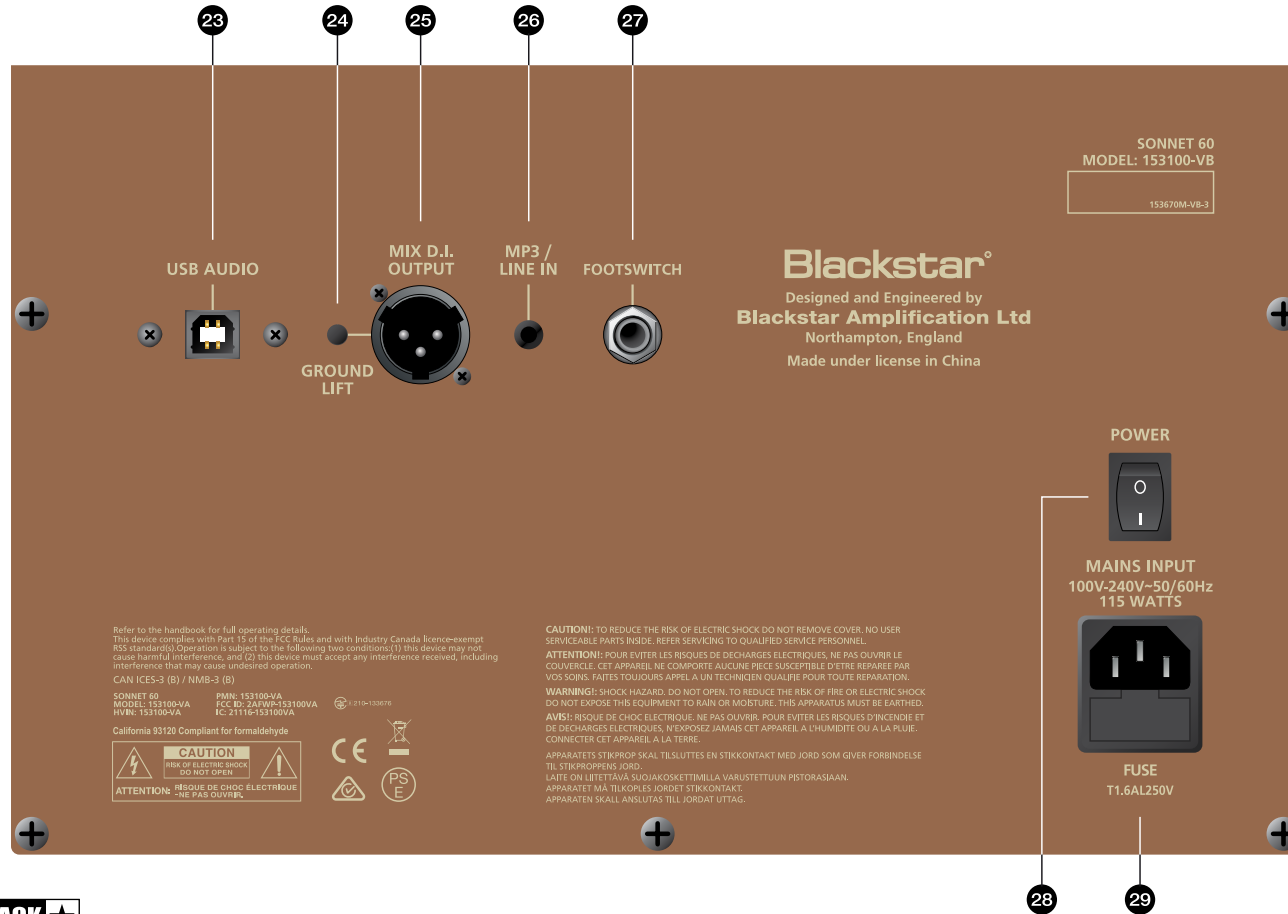 23 24 25 26 27
SONNET 60
MODEL: 153100-VB
153670M-VB-3
USB AUDIO
MIX D.I.
OUTPUT
MP3 /
LINE IN
FOOTSWITCH
GROUND
LIFT
Blackstar
Designed and Engineered by
Blackstar Amplification Ltd
Northampton, England
Made under license in China
POWER
O
I
MAINS INPUT
100V-240V~50/60Hz
115 WATTS
FUSE
T1.6AL250V
Refer to the handbook for full operating details.
This device complies with Part 15 of the FCC Rules and with Industry Canada licence-exempt
RSS standard(s).Operation is subject to the following two conditions:(1) this device may not
cause harmful interference, and (2) this device must accept any interference received, including
interference that may cause undesired operation.
CAN ICES-3 (B) / NMB-3 (B)
SONNET 60
MODEL: 153100-VA
HVIN: 153100-VA
PMN: 153100-VA
FCC ID: 2AFWP-153100VA
IC: 21116-153100VA
210-133676
California 93120 Compliant for formaldehyde
CAUTION
RISK OF ELECTRIC SHOCK
DO NOT OPEN
ATTENTION: RISQUE DE CHOC ÉLECTRIQUE
-NE PAS OUVRIR.
CE
PS
E
CAUTION!: TO REDUCE THE RISK OF ELECTRIC SHOCK DO NOT REMOVE COVER. NO USER
SERVICEABLE PARTS INSIDE. REFER SERVICING TO QUALIFIED SERVICE PERSONNEL.
ATTENTION!: POUR EVITER LES RISQUES DE DECHARGES ELECTRIQUES, NE PAS OUVRIR LE
COUVERCLE. CET APPAREIL NE COMPORTE AUCUNE PIECE SUSCEPTIBLE D'ETRE REPAREE PAR
VOS SOINS. FAITES TOUJOURS APPEL A UN TECHNICIEN QUALIFIE POUR TOUTE REPARATION.
WARNING!: SHOCK HAZARD. DO NOT OPEN. TO REDUCE THE RISK OF FIRE OR ELECTRIC SHOCK
DO NOT EXPOSE THIS EQUIPMENT TO RAIN OR MOISTURE. THIS APPARATUS MUST BE EARTHED.
AVIS!: RISQUE DE CHOC ELECTRIQUE. NE PAS OUVRIR. POUR EVITER LES RISQUES D'INCENDIE ET
DE DECHARGES ELECTRIQUES, N'EXPOSEZ JAMAIS CET APPAREIL A L'HUMIDITE OU A LA PLUIE.
CONNECTER CET APPAREIL A LA TERRE.
APPARATETS STIKPROP SKAL TILSLUTTES EN STIKKONTAKT MED JORD SOM GIVER FORBINDELSE
TIL STIKPROPPENS JORD.
LAITE ON LIITETTÄVÄ SUOJAKOSKETTIMILLA VARUSTETTUUN PISTORASIAAN.
APPARATET MÅ TILKOPLES JORDET STIKKONTAKT.
APPARATEN SKALL ANSLUTAS TILL JORDAT UTTAG.
28 29